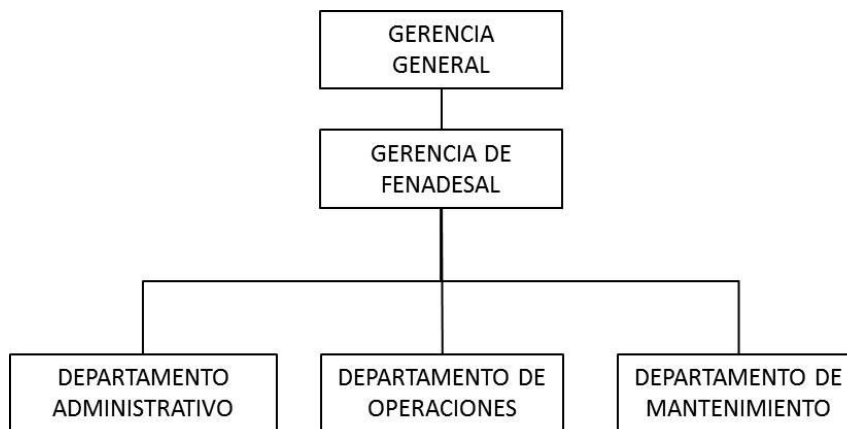 GERENCIA
GENERAL
GERENCIA DE
FENADESAL
DEPARTAMENTO
ADMINISTRATIVO
DEPARTAMENTO DE
OPERACIONES
DEPARTAMENTO DE
MANTENIMIENTO